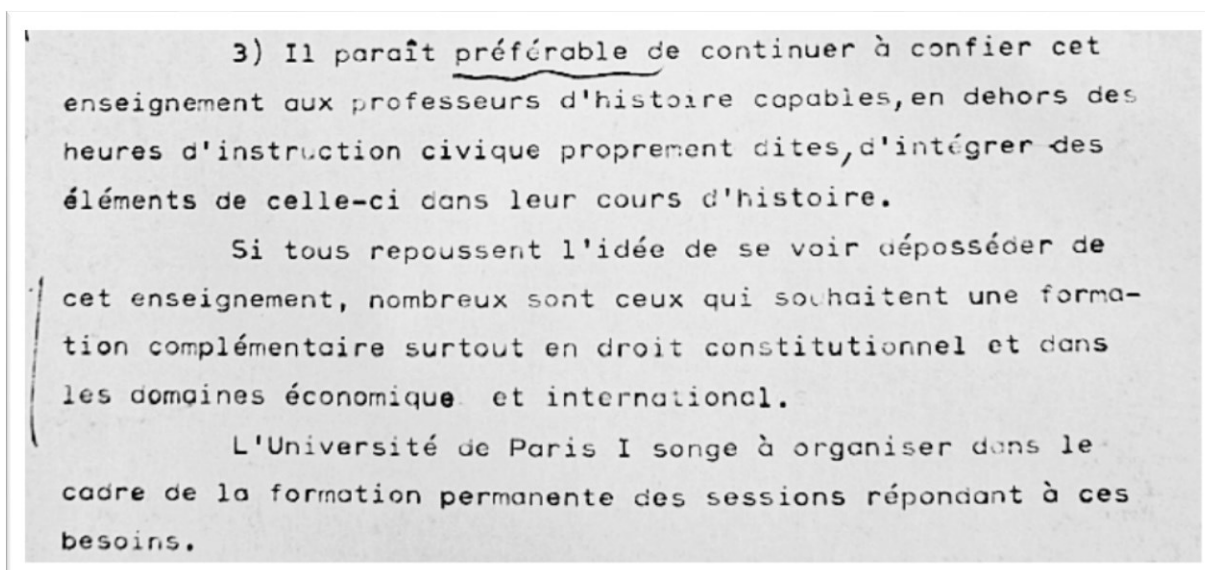 3) Il paraît préférable de continuer à confier cet
enseignement aux professeurs d'histoire capables, en dehors des
heures d'instruction civique proprement dites, d'intégrer des
éléments de celle-ci dans leur cours d'histoire.
Si tous repoussent l'idée de se voir déposséder de
cet enseignement, nombreux sont ceux qui souhaitent une forma-
tion complémentaire surtout en droit constitutionnel et dans
les domaines économique et international.
L'Université de Paris I songe à organiser dans le
cadre de la formation permanente des sessions répondant à ces
besoins.